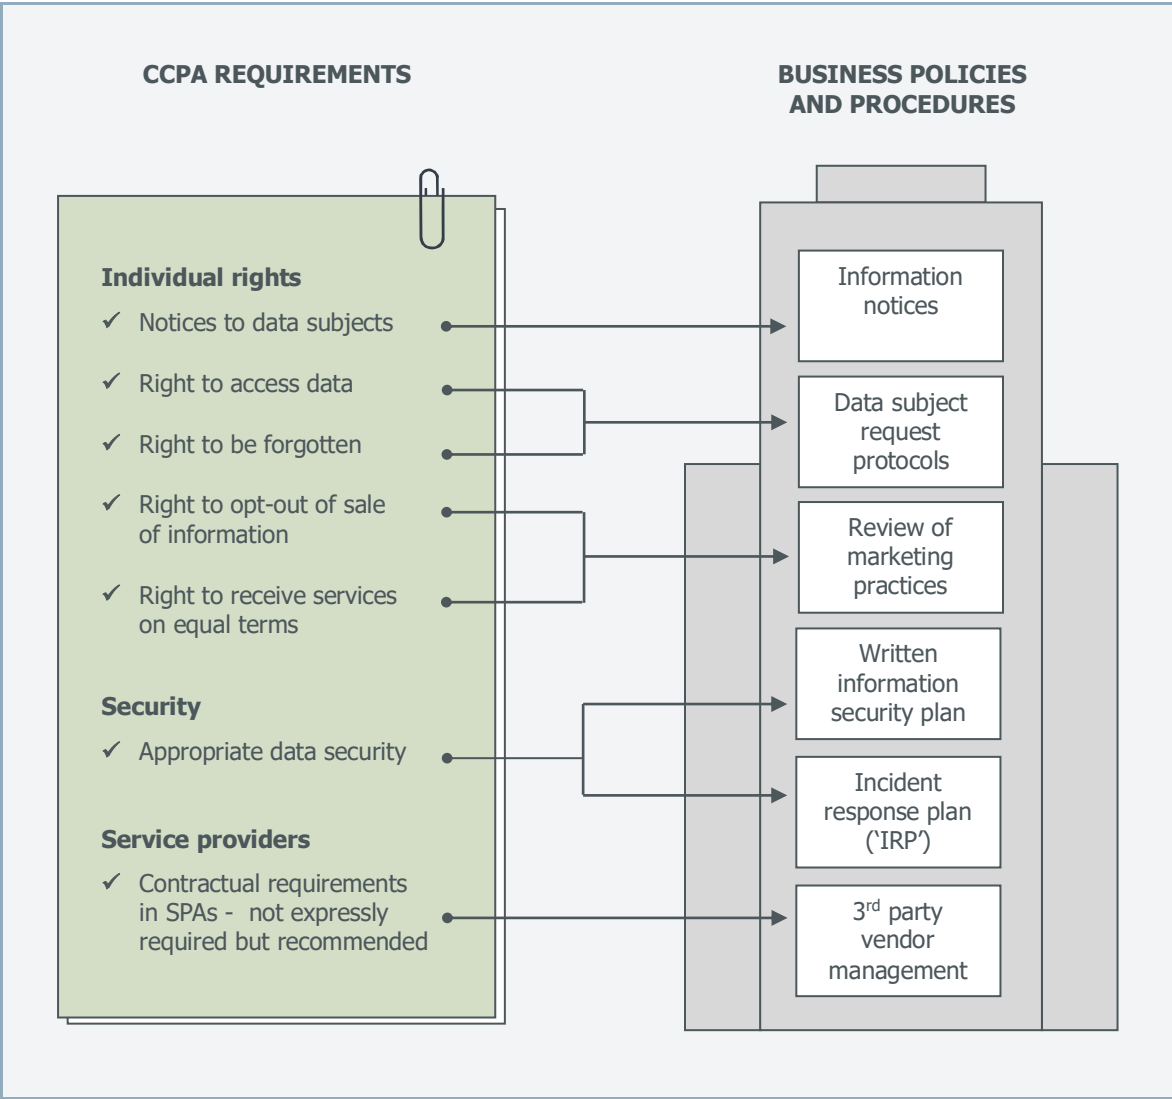 CCPA REQUIREMENTS
BUSINESS POLICIES
AND PROCEDURES
Individual rights
✓ Notices to data subjects
✓ Right to access data
✓ Right to be forgotten
✓ Right to opt-out of sale
of information
✓ Right to receive services
on equal terms
Security
✓ Appropriate data security
Service providers
✓ Contractual requirements
in SPAs -  not expressly
required but recommended
Information
notices
Data subject
request
protocols
Review of
marketing
practices
Written
information
security plan
Incident
response plan
(‘IRP’)
3rd party
vendor
management